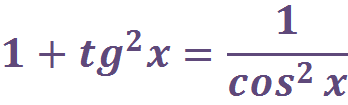 1 + tg²x = 1/cos² x